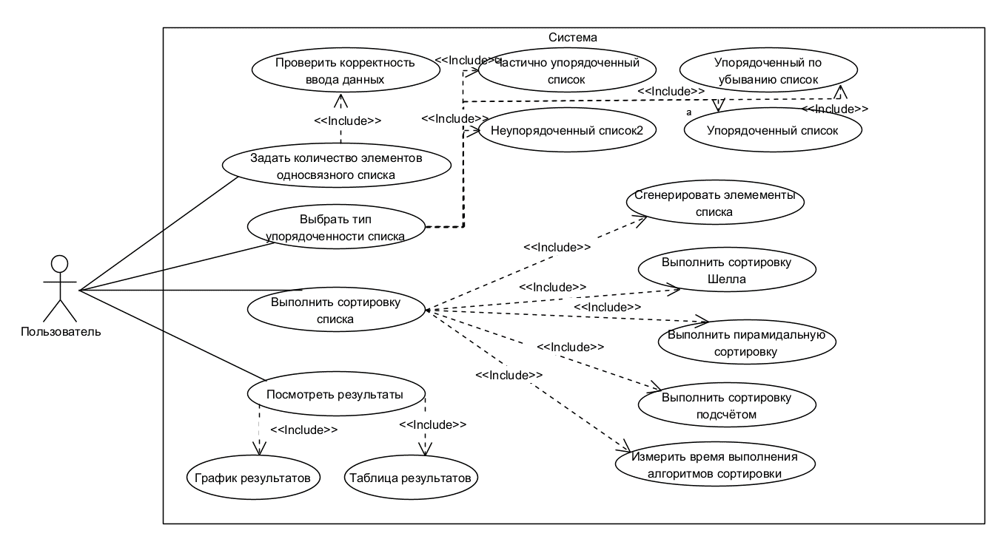 Система
Проверить корректность
ввода данных
<<Include>>
Частично упорядоченный
список
Упорядоченный по
убыванию список
<<Include>>
<<Include>>
a
<<Include>>
<<Include>>
Неупорядоченный список2
Упорядоченный список
Задать количество элементов
односвязного списка
Выбрать тип
упорядоченности списка
Сгенерировать элемементы
списка
<<Include>>
Выполнить сортировку
Шелла
<<Include>>
<<Include>>
Выполнить сортировку
списка
Пользователь
Выполнить пирамидальную
сортировку
<<Include>>
<<Include>>
Посмотреть результаты
Выполнить сортировку
подсчётом
<<Include>>
<<Include>>
Измерить время выполнения
алгоритмов сортировки
График результатов
Таблица результатов